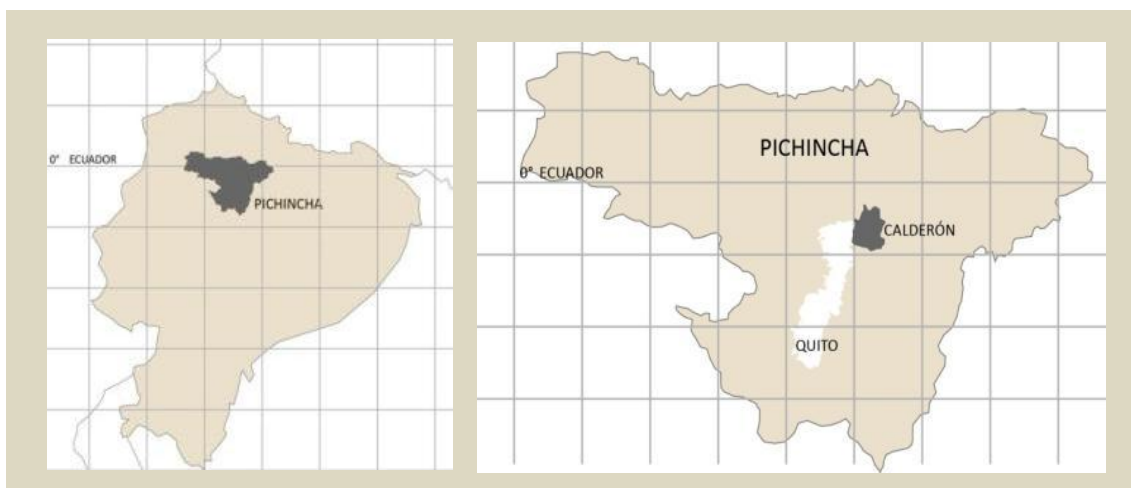 0° ECUADOR
PICHINCHA
PICHINCHA
0° ECUADOR
CALDERÓN
QUITO